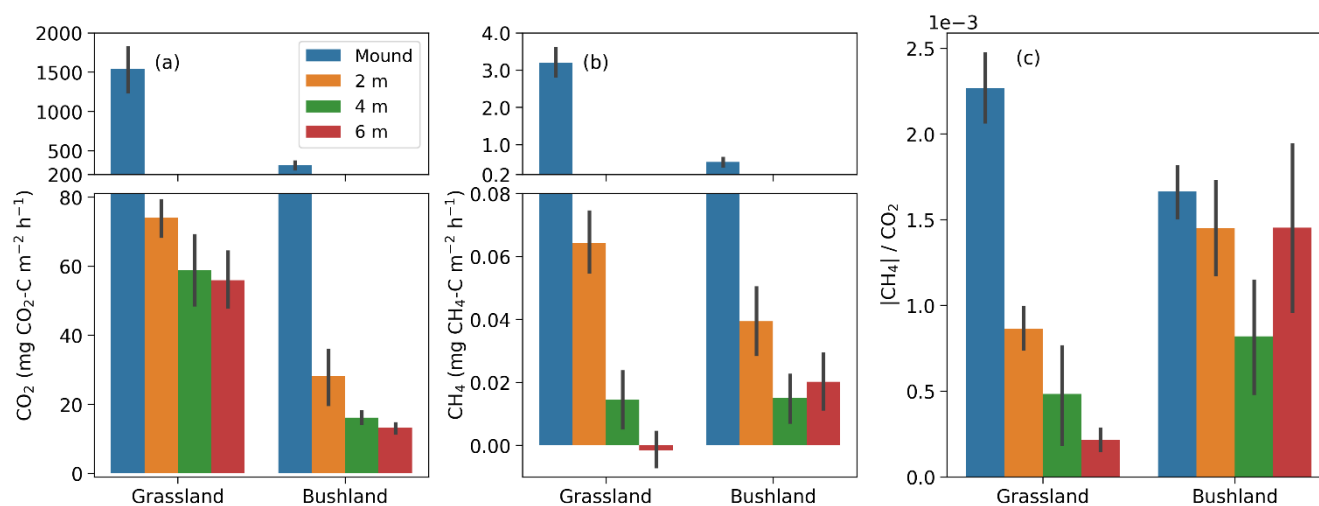 2000
1500
1000
500
200
80
60
40
20
0
CO₂ (mg CO₂-C m⁻² h⁻¹)
(a)
Mound
2 m
4 m
6 m
Grassland
Bushland
4.0
3.0
2.0
1.0
0.2
0.08
0.06
0.04
0.02
0.00
CH₄ (mg CH₄-C m⁻² h⁻¹)
(b)
Grassland
Bushland
1e−3
2.5
2.0
1.5
1.0
0.5
0.0
|CH₄| / CO₂
(c)
Grassland
Bushland